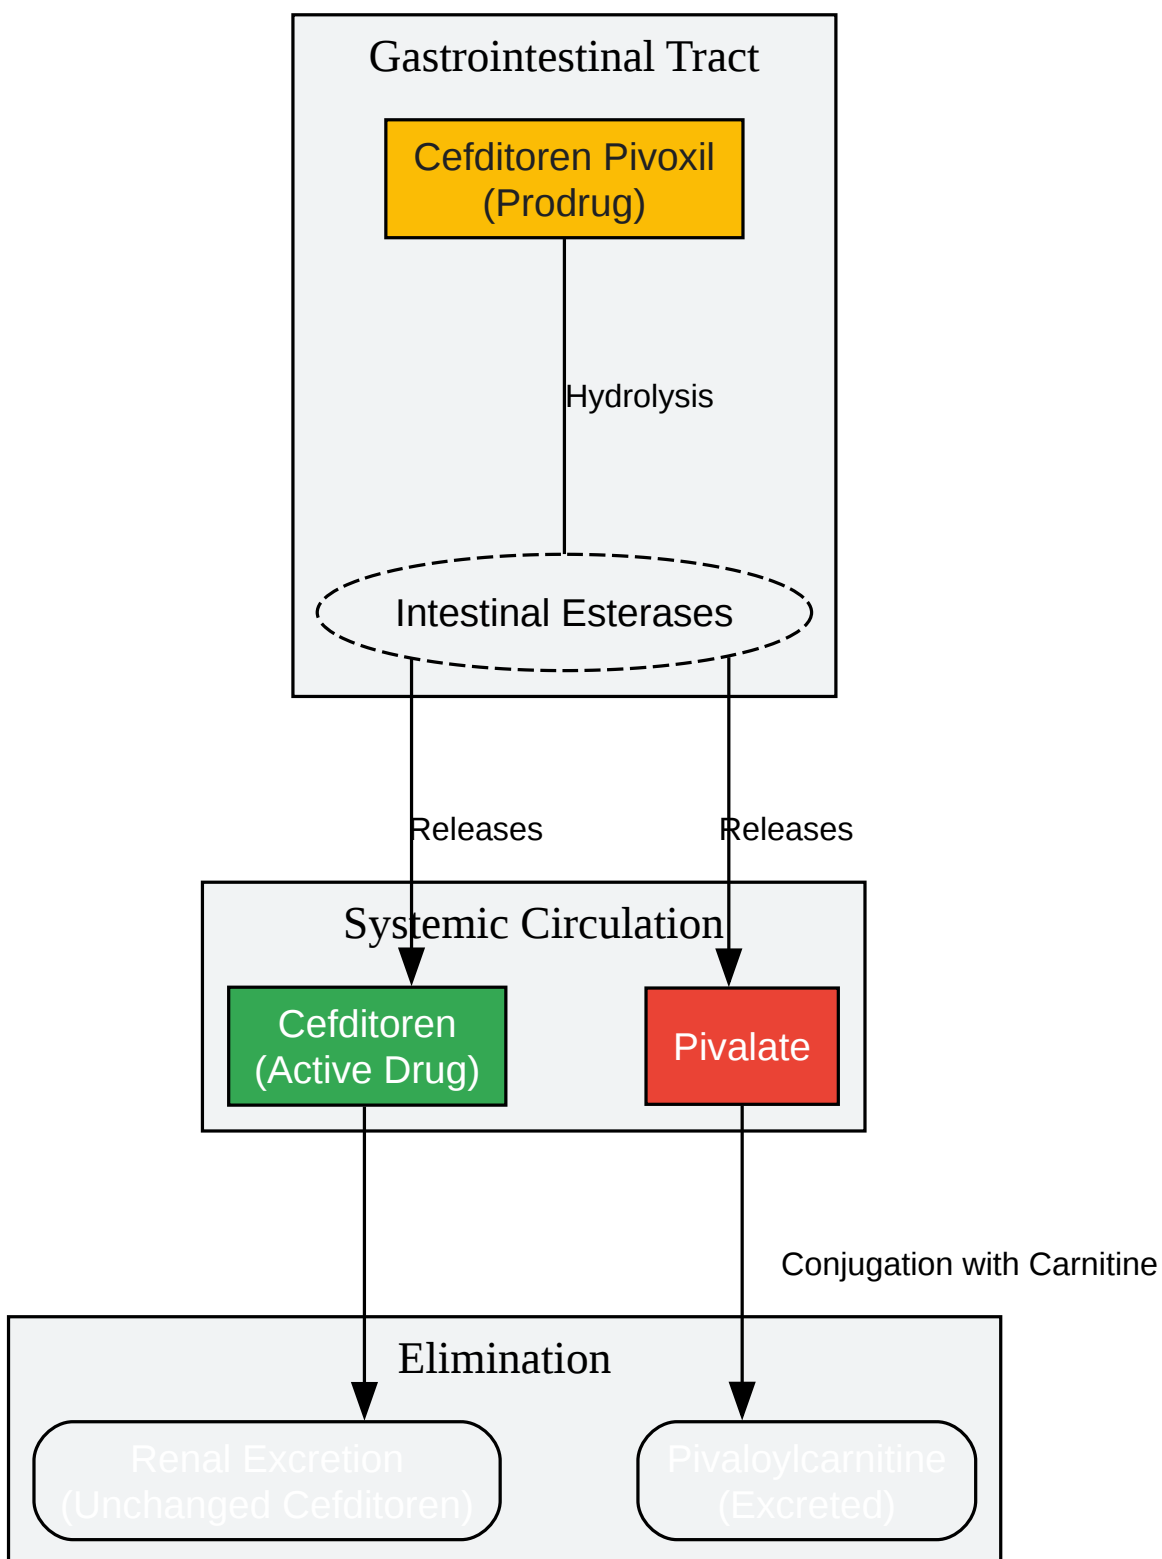 Gastrointestinal Tract
Cefditoren Pivoxil
(Prodrug)
Hydrolysis
Intestinal Esterases
Releases
Releases
Systemic Circulation
Cefditoren
(Active Drug)
Pivalate
Conjugation with Carnitine
Elimination
Renal Excretion
(Unchanged Cefditoren)
Pivaloylcarnitine
(Excreted)